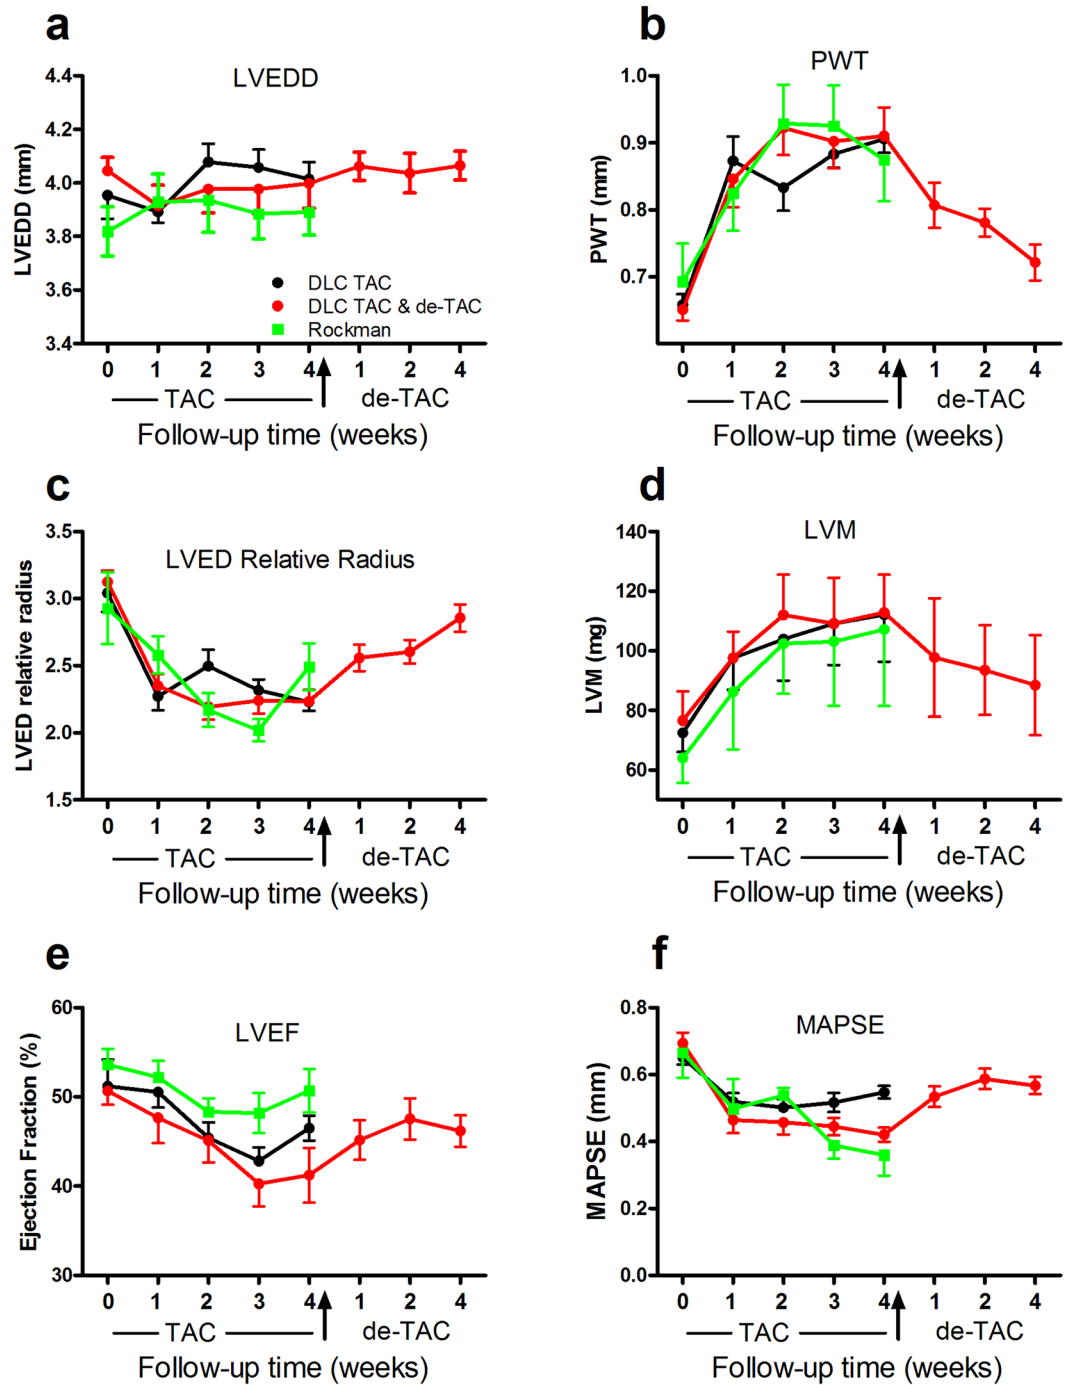 a
LVEDD
LVEDD (mm)
4.4
4.2
4.0
3.8
3.6
3.4
DLC TAC
DLC TAC & de-TAC
Rockman
0 1 2 3 4 1 2 4
TAC de-TAC
Follow-up time (weeks)
b
PWT
PWT (mm)
1.0
0.9
0.8
0.7
0 1 2 3 4 1 2 4
TAC de-TAC
Follow-up time (weeks)
c
LVED Relative Radius
LVED relative radius
3.5
3.0
2.5
2.0
1.5
0 1 2 3 4 1 2 4
TAC de-TAC
Follow-up time (weeks)
d
LVM
LVM (mg)
140
120
100
80
60
0 1 2 3 4 1 2 4
TAC de-TAC
Follow-up time (weeks)
e
LVEF
Ejection Fraction (%)
60
50
40
30
0 1 2 3 4 1 2 4
TAC de-TAC
Follow-up time (weeks)
f
MAPSE
MAPSE (mm)
0.8
0.6
0.4
0.2
0.0
0 1 2 3 4 1 2 4
TAC de-TAC
Follow-up time (weeks)